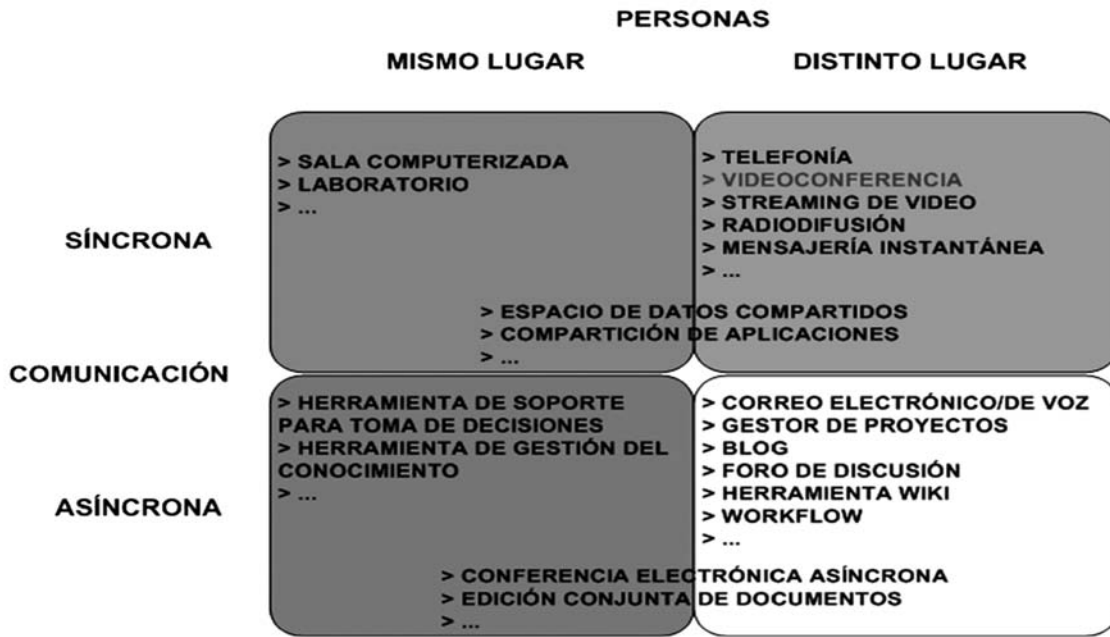 PERSONAS
MISMO LUGAR
DISTINTO LUGAR
SÍNCRONA
> SALA COMPUTERIZADA
> LABORATORIO
> ...
> TELEFONÍA
> VIDEOCONFERENCIA
> STREAMING DE VIDEO
> RADIODIFUSIÓN
> MENSAJERÍA INSTANTÁNEA
> ...
> ESPACIO DE DATOS COMPARTIDOS
> COMPARTICIÓN DE APLICACIONES
> ...
COMUNICACIÓN
ASÍNCRONA
> HERRAMIENTA DE SOPORTE
PARA TOMA DE DECISIONES
> HERRAMIENTA DE GESTIÓN DEL
CONOCIMIENTO
> ...
> CORREO ELECTRÓNICO/DE VOZ
> GESTOR DE PROYECTOS
> BLOG
> FORO DE DISCUSIÓN
> HERRAMIENTA WIKI
> WORKFLOW
> ...
> CONFERENCIA ELECTRÓNICA ASÍNCRONA
> EDICIÓN CONJUNTA DE DOCUMENTOS
> ...